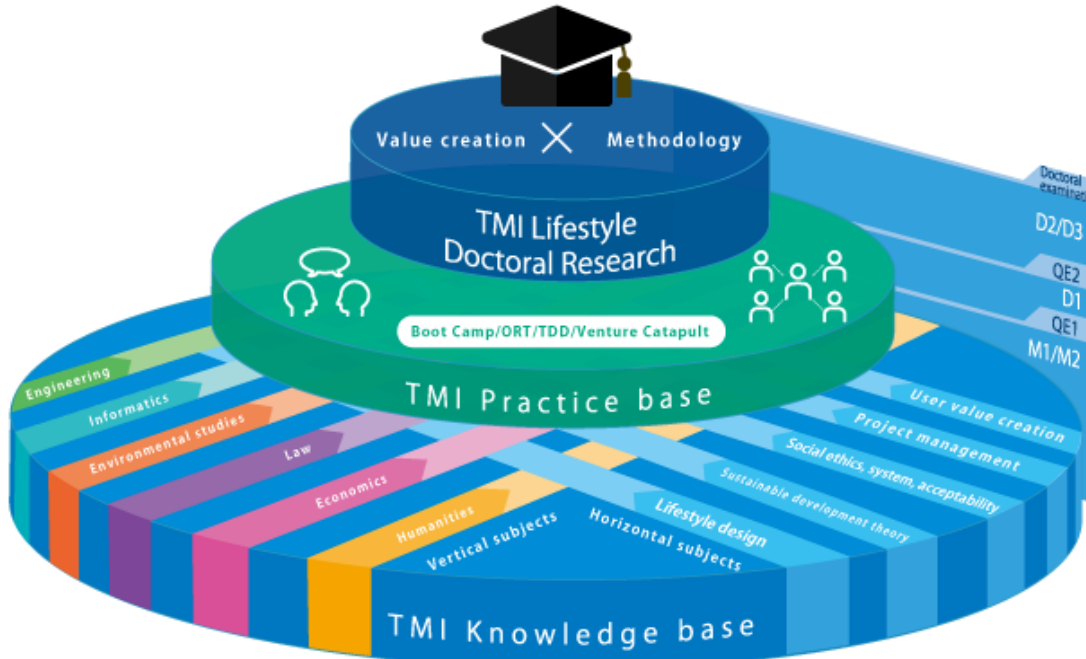 Value creation × Methodology
TMI Lifestyle
Doctoral Research
Boot Camp/ORT/TDD/Venture Catapult
TMI Practice base
Engineering
Informatics
Environmental studies
Law
Economics
Humanities
Vertical subjects
Horizontal subjects
Lifestyle design
Sustainable development theory
Social ethics, system, acceptability
Project management
User value creation
TMI Knowledge base
Doctoral
D2/D3
QE2
D1
QE1
M1/M2